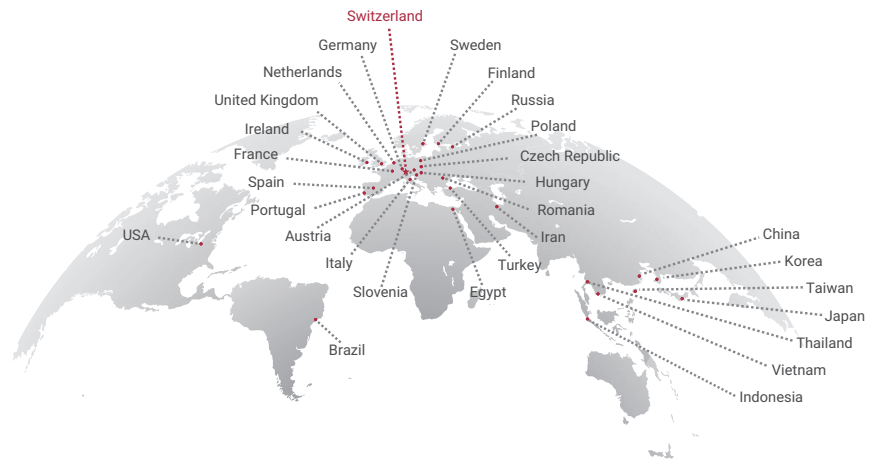 Switzerland
Germany
Sweden
Netherlands
Finland
United Kingdom
Russia
Ireland
Poland
France
Czech Republic
Spain
Hungary
Portugal
Romania
USA
Austria
Iran
China
Italy
Turkey
Korea
Slovenia
Egypt
Taiwan
Japan
Brazil
Thailand
Vietnam
Indonesia